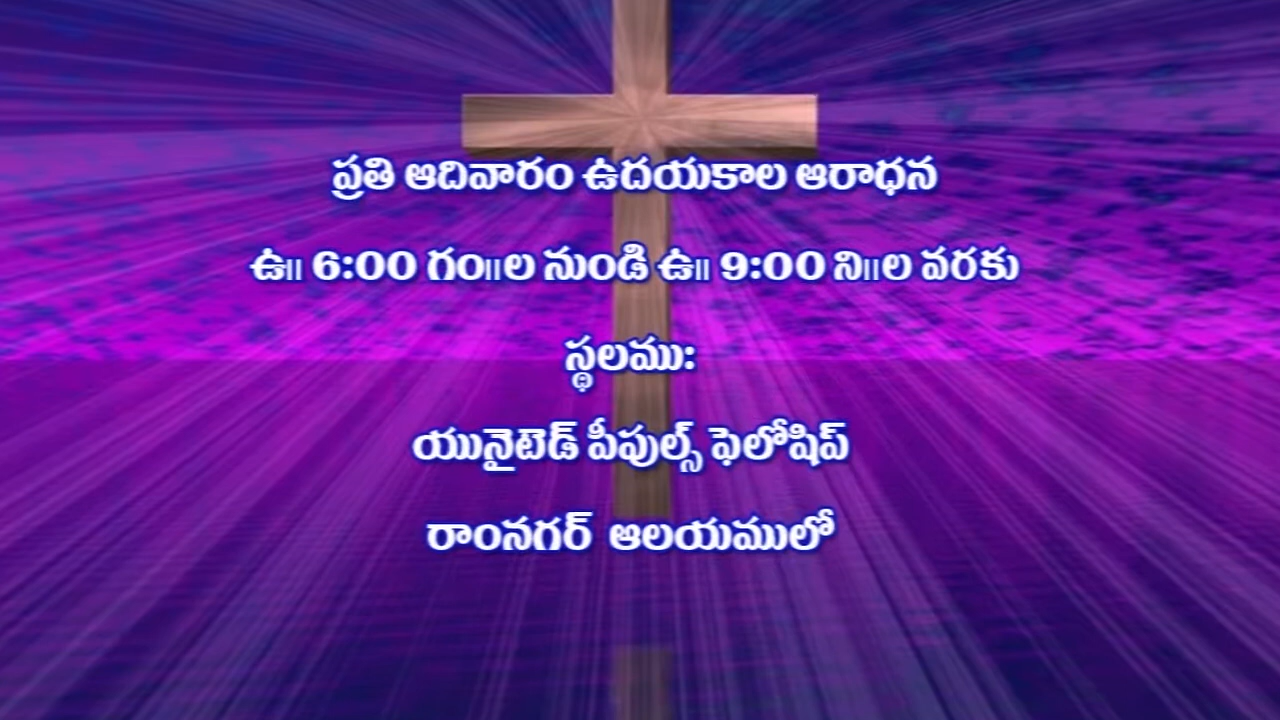 ప్రతి ఆదివారం ఉదయకాల ఆరాధన
ఉ॥ 6:00 గం॥ల నుండి ఉ॥ 9:00 ని॥ల వరకు
స్థలము:
యునైటెడ్ పీపుల్స్ ఫెలోషిప్
రాంనగర్ ఆలయములో